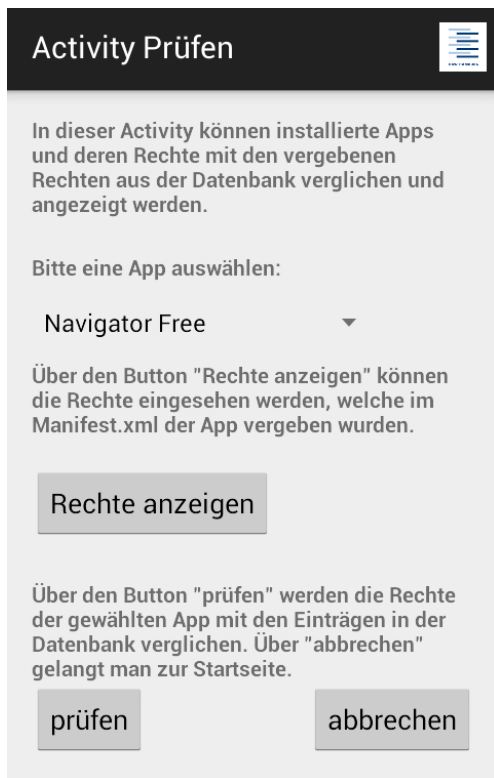 Activity Prüfen
In dieser Activity können installierte Apps
und deren Rechte mit den vergebenen
Rechten aus der Datenbank verglichen und
angezeigt werden.
Bitte eine App auswählen:
Navigator Free
Über den Button "Rechte anzeigen" können
die Rechte eingesehen werden, welche im
Manifest.xml der App vergeben wurden.
Rechte anzeigen
Über den Button "prüfen" werden die Rechte
der gewählten App mit den Einträgen in der
Datenbank verglichen. Über "abbrechen"
gelangt man zur Startseite.
prüfen
abbrechen